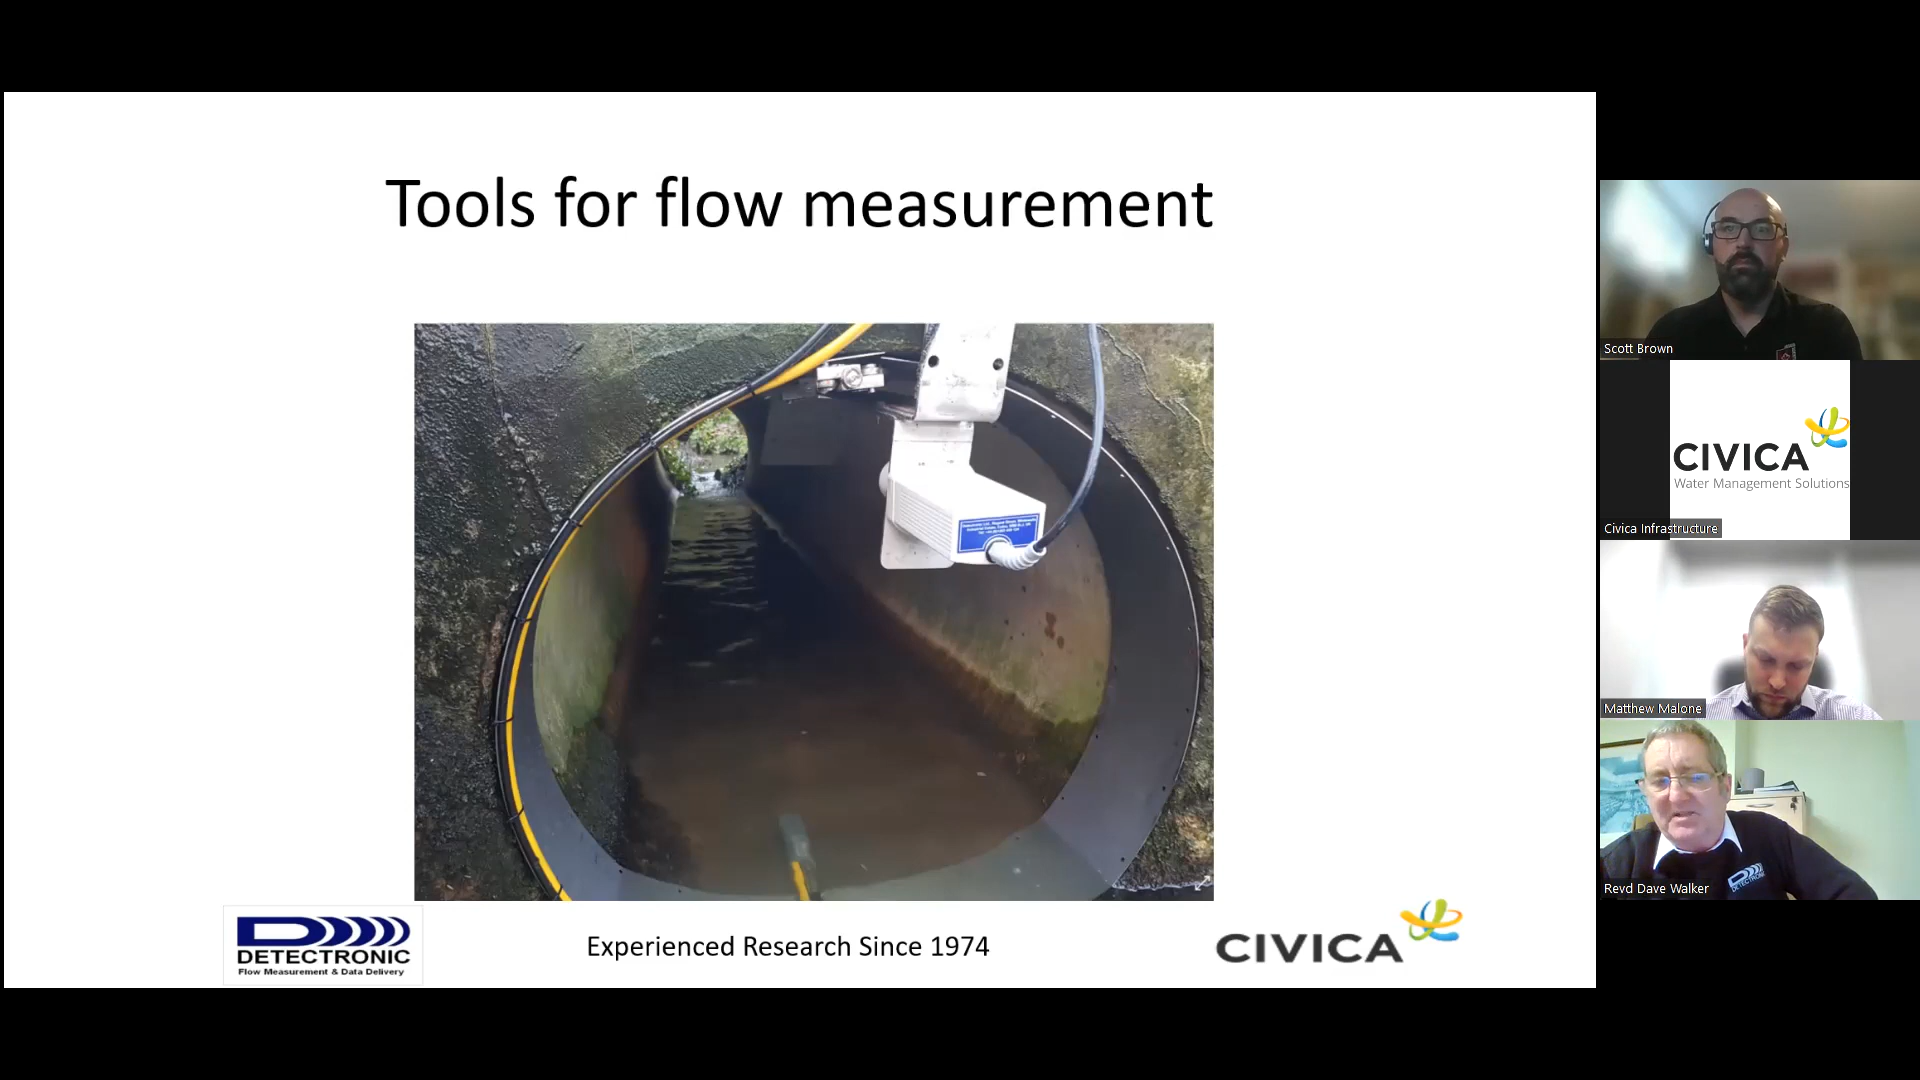 Tools for flow measurement
DETECTRONIC
Flow Measurement & Data Delivery
Experienced Research Since 1974
CIVICA
Scott Brown
CIVICA
Water Management Solutions
Civica Infrastructure
Matthew Malone
DETECTRONIC
Revd Dave Walker